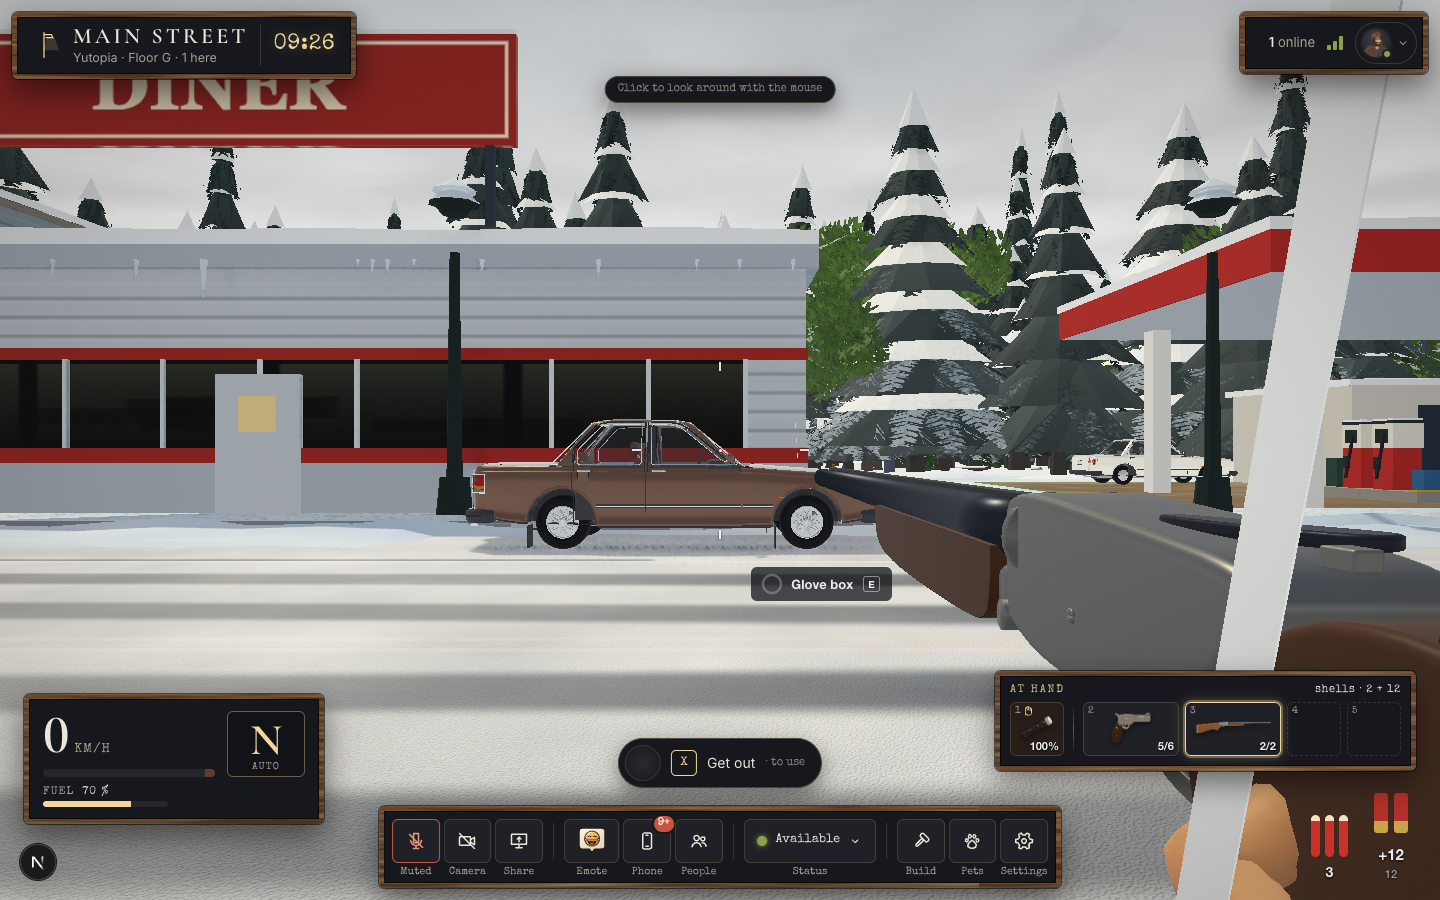 MAIN STREET
Yutopia · Floor G · 1 here
09:26
DINER
Click to look around with the mouse
1 online
Glove box E
AT HAND
shells · 2 + 12
1
100%
2
5/6
3
2/2
4
5
0 KM/H
N
AUTO
FUEL 70 %
X Get out · to use
9+
Muted
Camera
Share
Emote
Phone
People
Available
Status
Build
Pets
Settings
N
3
+12
12